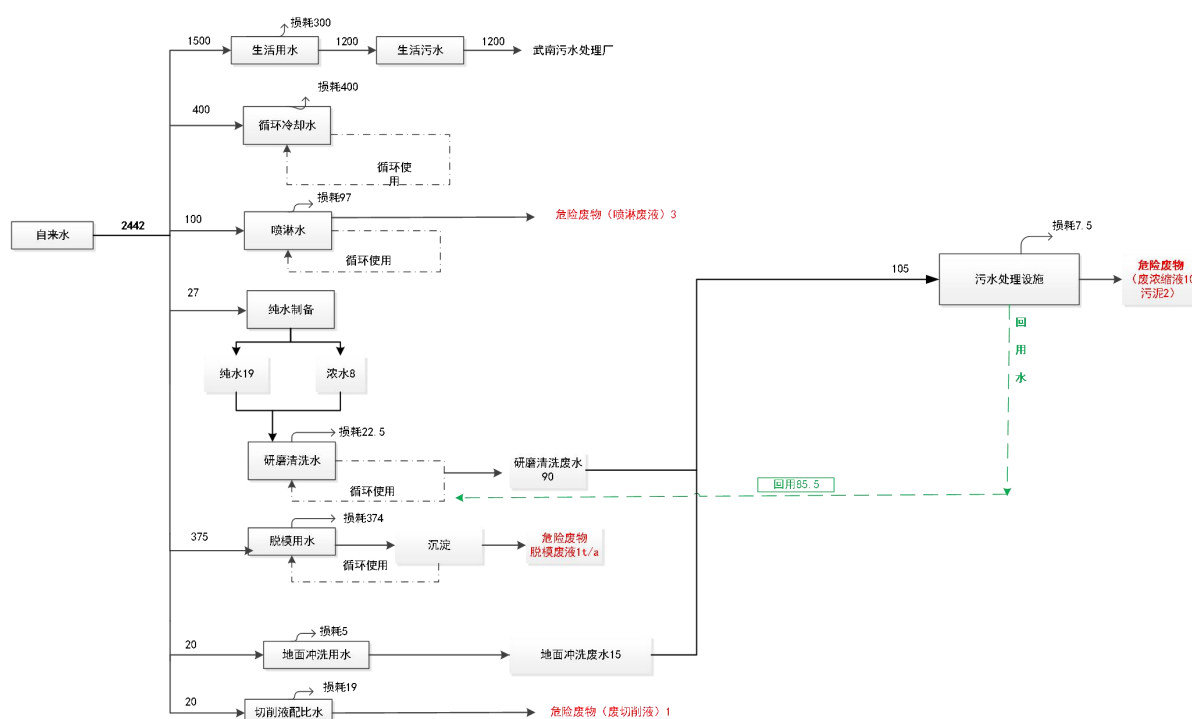 损耗300
1500
生活用水
1200
生活污水
1200
武南污水处理厂
损耗400
400
循环冷却水
循环使
用
损耗97
自来水
2442
100
喷淋水
危险废物（喷淋废液）3
循环使用
损耗7.5
105
污水处理设施
危险废物
（废浓缩液10
污泥2）
27
纯水制备
回
用
水
纯水19
浓水8
损耗22.5
研磨清洗水
循环使用
研磨清洗废水
90
回用85.5
损耗374
375
脱模用水
沉淀
危险废物
脱模废液1t/a
循环使用
损耗5
20
地面冲洗用水
地面冲洗废水15
损耗19
20
切削液配比水
危险废物（废切削液）1